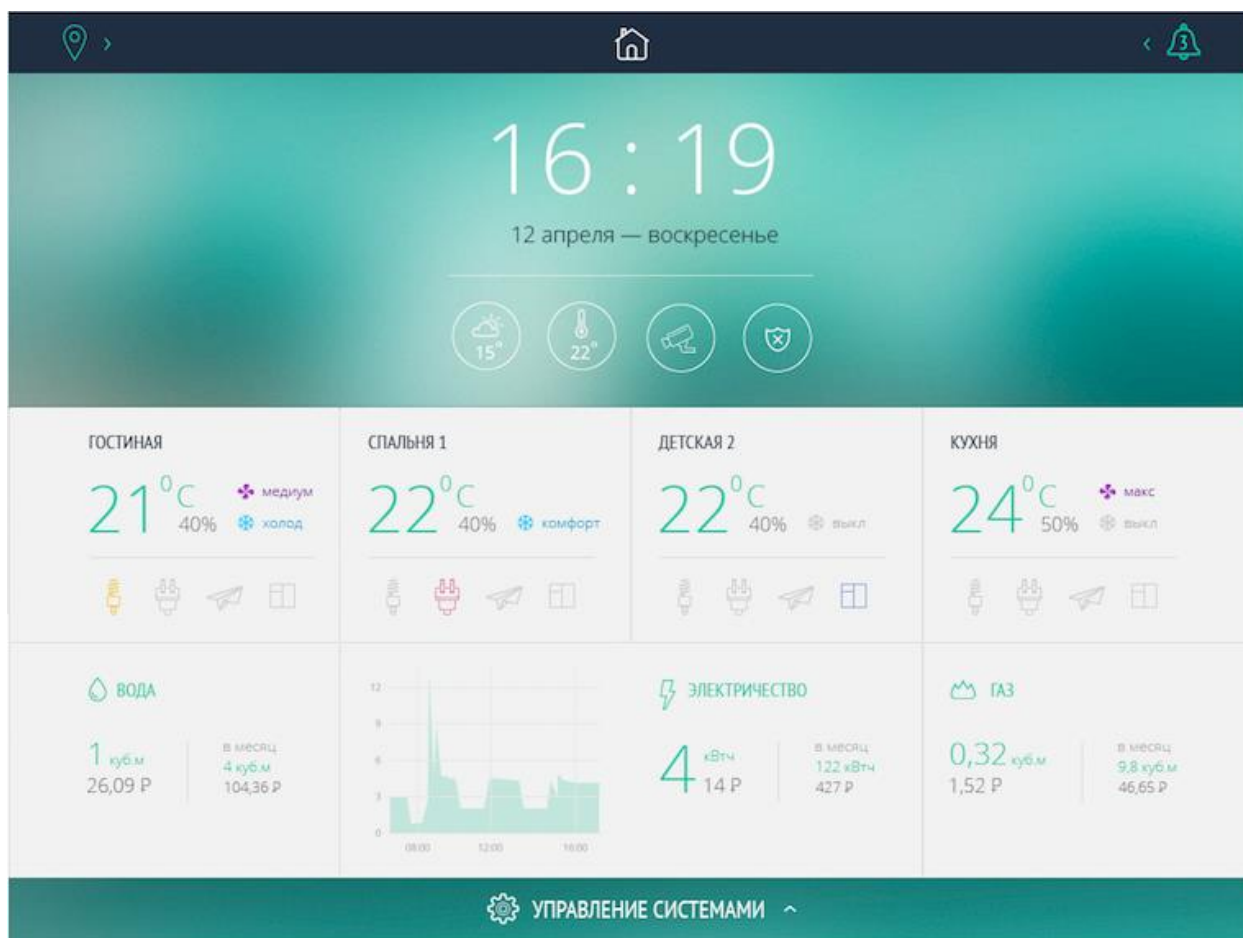 3
16 : 19
12 апреля — воскресенье
15°
22°
ГОСТИНАЯ
21°C
40%
медиум
холод
СПАЛЬНЯ 1
22°C
40%
комфорт
ДЕТСКАЯ 2
22°C
40%
выкл
КУХНЯ
24°C
50%
макс
выкл
ВОДА
1 куб.м
26,09 Р
в месяц
4 куб.м
104,36 Р
12
9
6
3
0
08:00 12:00 16:00
ЭЛЕКТРИЧЕСТВО
4 кВтч
14 Р
в месяц
122 кВтч
427 Р
ГАЗ
0,32 куб.м
1,52 Р
в месяц
9,8 куб.м
46,65 Р
УПРАВЛЕНИЕ СИСТЕМАМИ